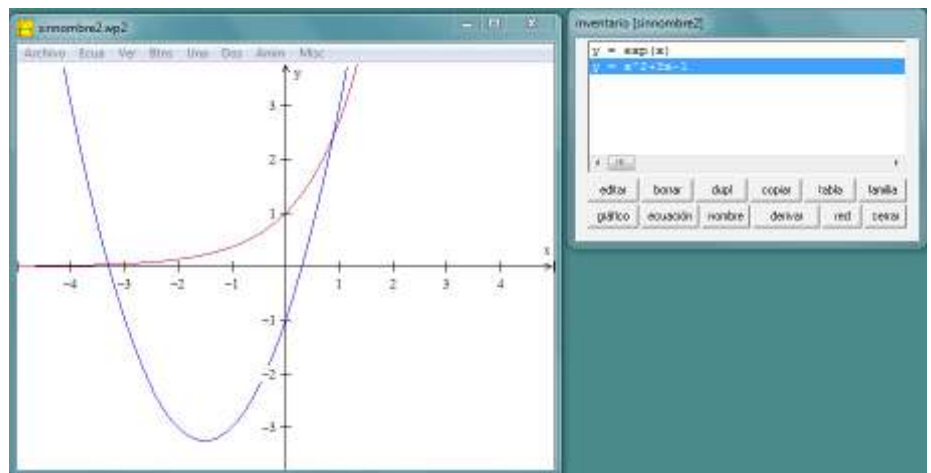 sinnombre2.wp2
Archivo Ecua Ver Btns Una Dos Anim Misc
y
3
2
1
x
-4 -3 -2 -1 1 2 3 4
-1
-2
-3
inventario [sinnombre2]
y = exp(x)
y = x^2+3x-1
editar borrar dupl copiar tabla familia
gráfico ecuación nombre derivar red cerrar